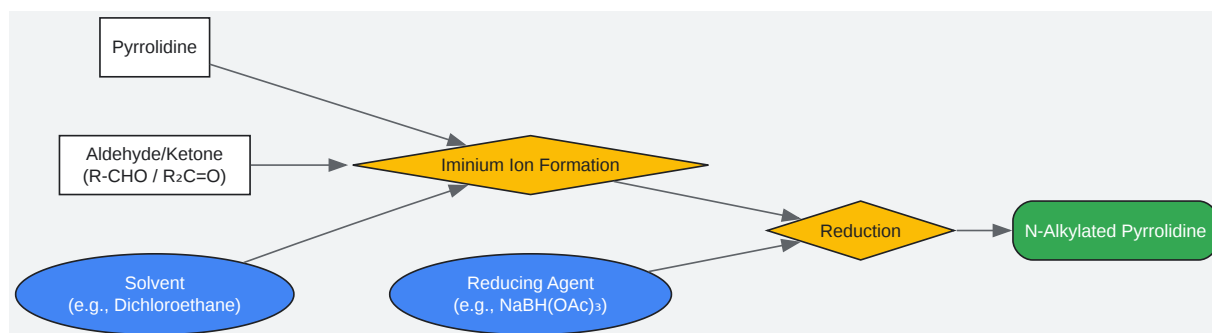 Pyrrolidine
Aldehyde/Ketone
(R-CHO / R₂C=O)
Iminium Ion Formation
Reduction
N-Alkylated Pyrrolidine
Solvent
(e.g., Dichloroethane)
Reducing Agent
(e.g., NaBH(OAc)₃)